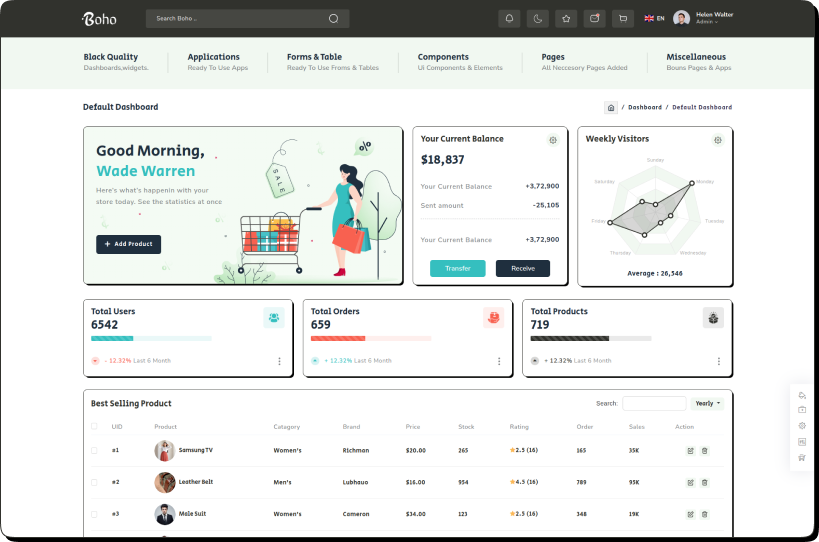 Boho
Search Boho ..
EN
Helen Walter
Admin
Black Quality
Dashboards,widgets.
Applications
Ready To Use Apps
Forms & Table
Ready To Use Froms & Tables
Components
UI Components & Elements
Pages
All Neccesory Pages Added
Miscellaneous
Bouns Pages & Apps
Default Dashboard
/ Dashboard / Default Dashboard
Good Morning,
Wade Warren
Here's what's happenin with your
store today. See the statistics at once
+ Add Product
SALE
%
Your Current Balance
$18,837
Your Current Balance +3,72,900
Sent amount -25,105
Your Current Balance +3,72,900
Transfer Receive
Weekly Visitors
Sunday
Saturday Monday
Friday Tuesday
Thursday Wednesday
Average : 26,546
Total Users
6542
- 12.32% Last 6 Month
Total Orders
659
+ 12.32% Last 6 Month
Total Products
719
+ 12.32% Last 6 Month
Best Selling Product
Search: Yearly
UID Product Category Brand Price Stock Rating Order Sales Action
#1 Samsung TV Women's Richman $20.00 265 2.5 (16) 165 35K
#2 Leather Belt Men's Lubhauo $16.00 954 4.5 (16) 789 93K
#3 Male Suit Women's Cameron $34.00 123 2.5 (16) 348 19K